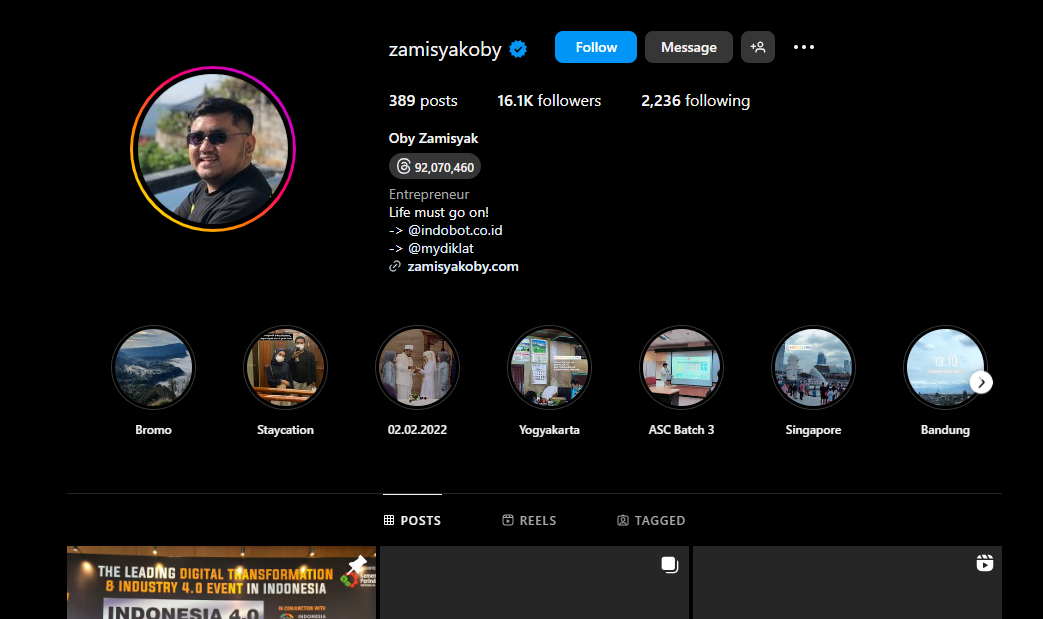 zamisyakoby
Follow
Message
389 posts
16.1K followers
2,236 following
Oby Zamisyak
92,070,460
Entrepreneur
Life must go on!
-> @indobot.co.id
-> @mydiklat
zamisyakoby.com
13.13
Bromo
Staycation
02.02.2022
Yogyakarta
ASC Batch 3
Singapore
Bandung
POSTS
REELS
TAGGED
THE LEADING DIGITAL TRANSFORMATION
& INDUSTRY 4.0 EVENT IN INDONESIA
INDONESIA 4.0
IN CONJUNCTION WITH
INDONESIA